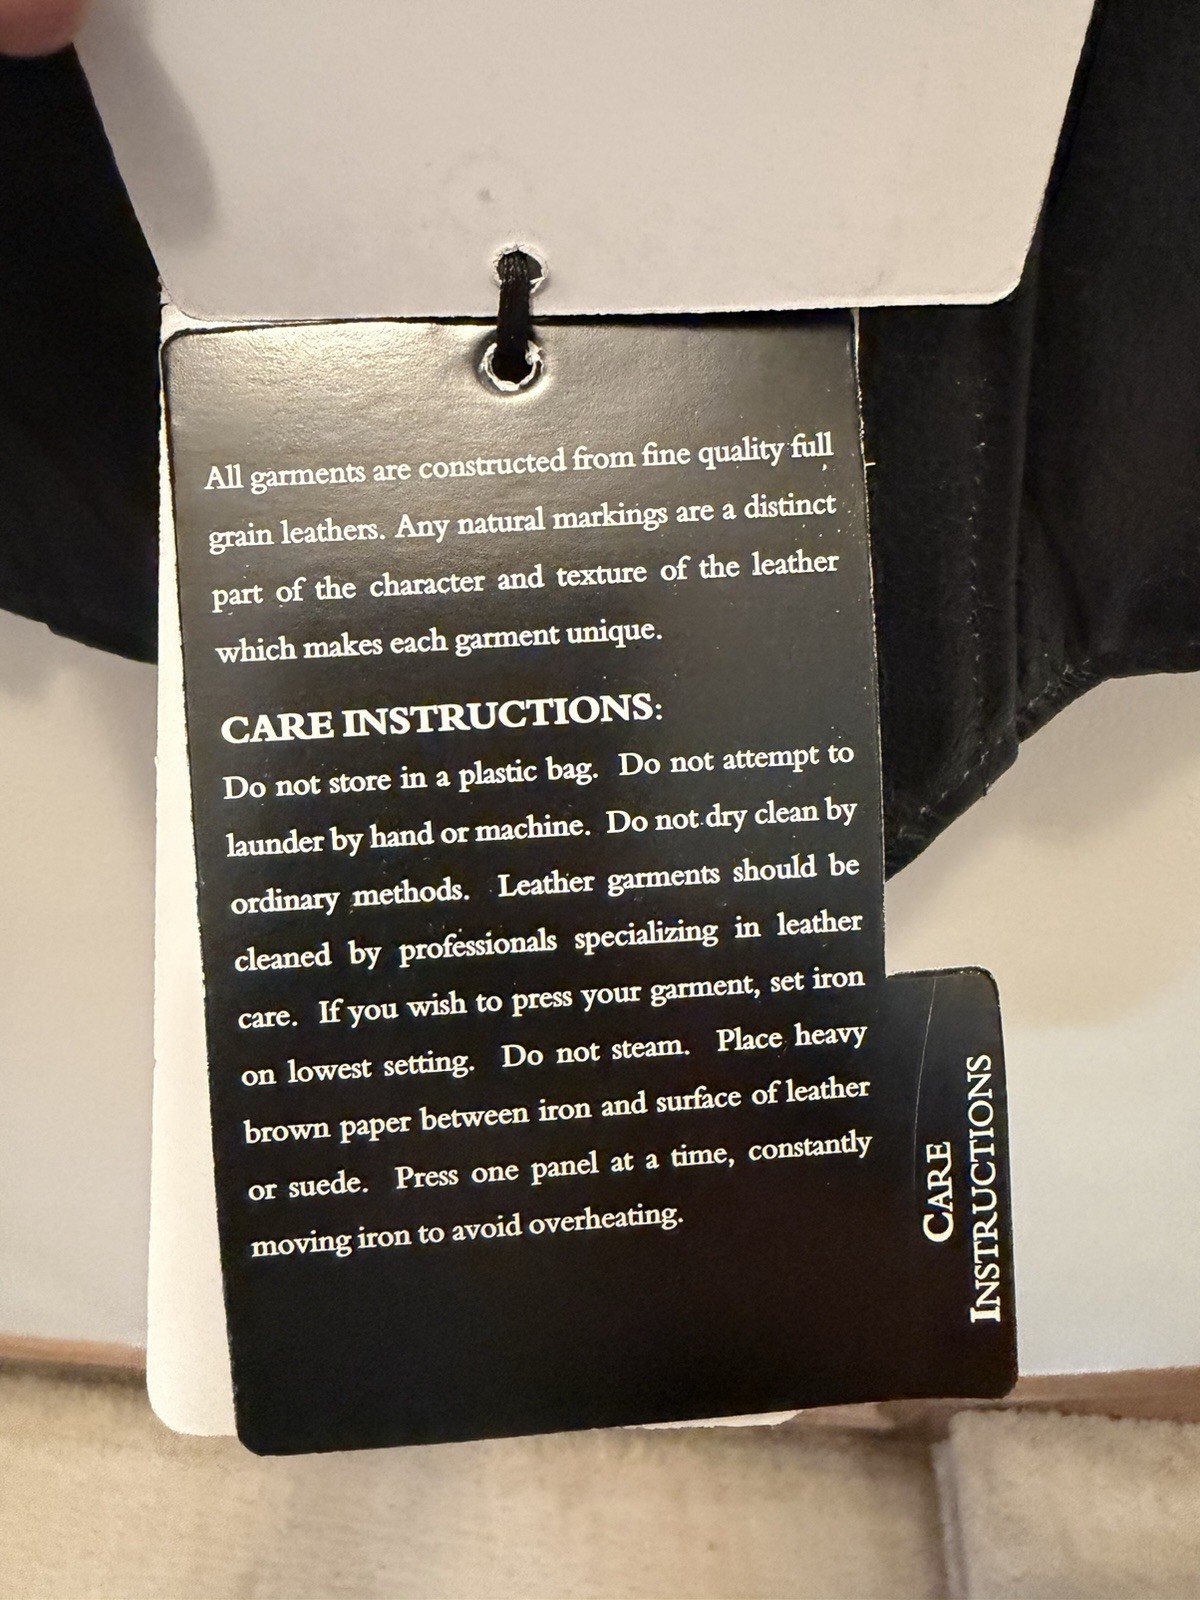 All garments are constructed from fine quality full
grain leathers. Any natural markings are a distinct
part of the character and texture of the leather
which makes each garment unique.
CARE INSTRUCTIONS:
Do not store in a plastic bag. Do not attempt to
launder by hand or machine. Do not dry clean by
ordinary methods. Leather garments should be
cleaned by professionals specializing in leather
care. If you wish to press your garment, set iron
on lowest setting. Do not steam. Place heavy
brown paper between iron and surface of leather
or suede. Press one panel at a time, constantly
moving iron to avoid overheating.
CARE
INSTRUCTIONS